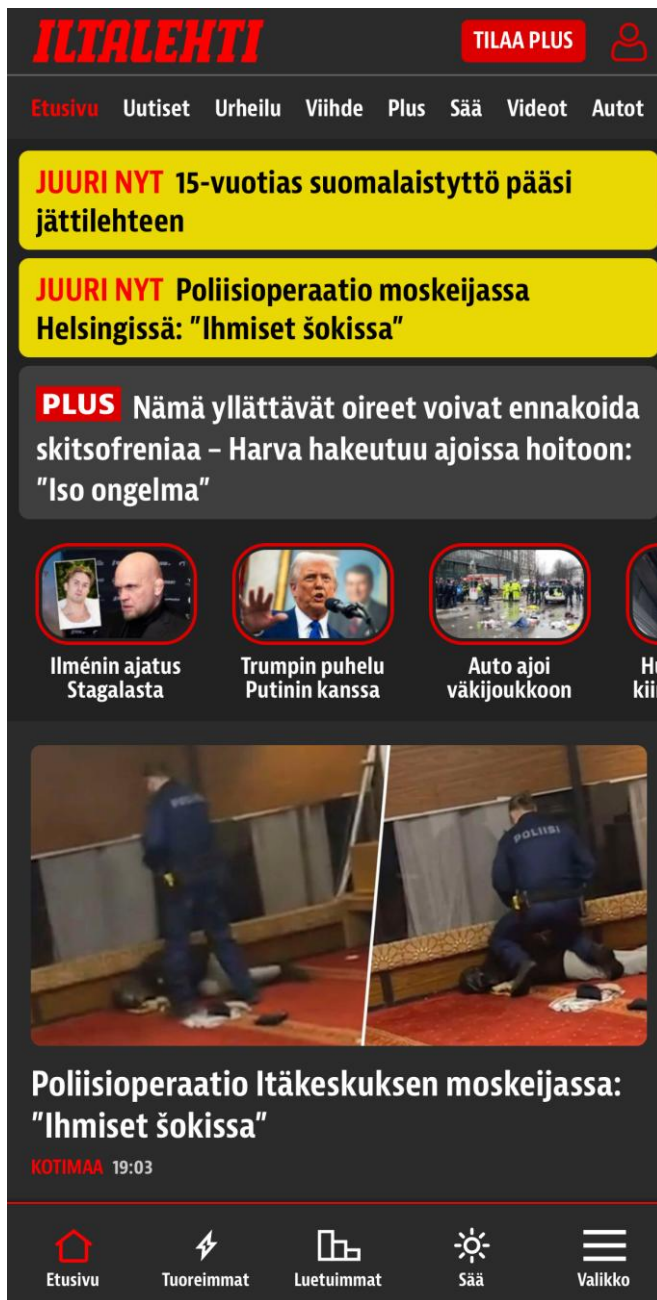 ILTALEHTI
TILAA PLUS
Etusivu Uutiset Urheilu Viihde Plus Sää Videot Autot
JUURI NYT 15-vuotias suomalaistyttö pääsi
jättilehteen
JUURI NYT Poliisioperaatio moskeijassa
Helsingissä: ”Ihmiset šokissa”
PLUS Nämä yllättävät oireet voivat ennakoida
skitsofreniaa – Harva hakeutuu ajoissa hoitoon:
”Iso ongelma”
Ilménin ajatus
Stagalasta
Trumpin puhelu
Putinin kanssa
Auto ajoi
väkijoukkoon
POLIISI
Poliisioperaatio Itäkeskuksen moskeijassa:
”Ihmiset šokissa”
KOTIMAA 19:03
Etusivu Tuoreimmat Luetuimmat Sää Valikko